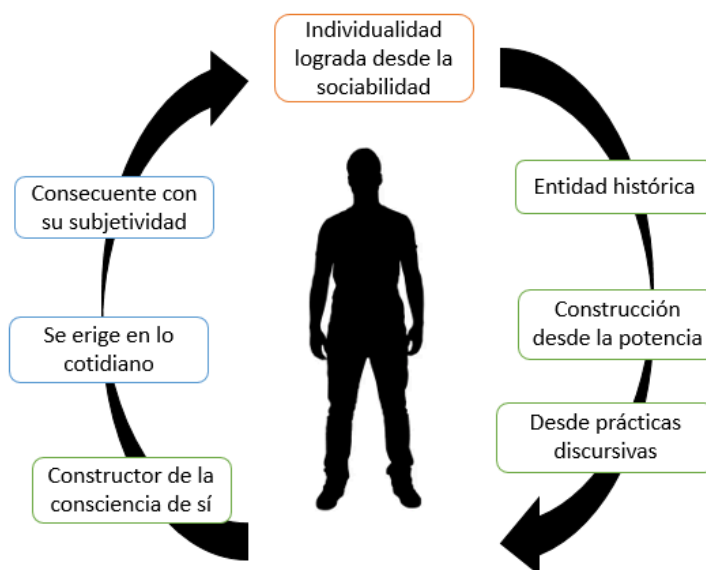 Individualidad
lograda desde la
sociabilidad
Entidad histórica
Construcción
desde la potencia
Desde prácticas
discursivas
Constructor de la
consciencia de sí
Se erige en lo
cotidiano
Consecuente con
su subjetividad